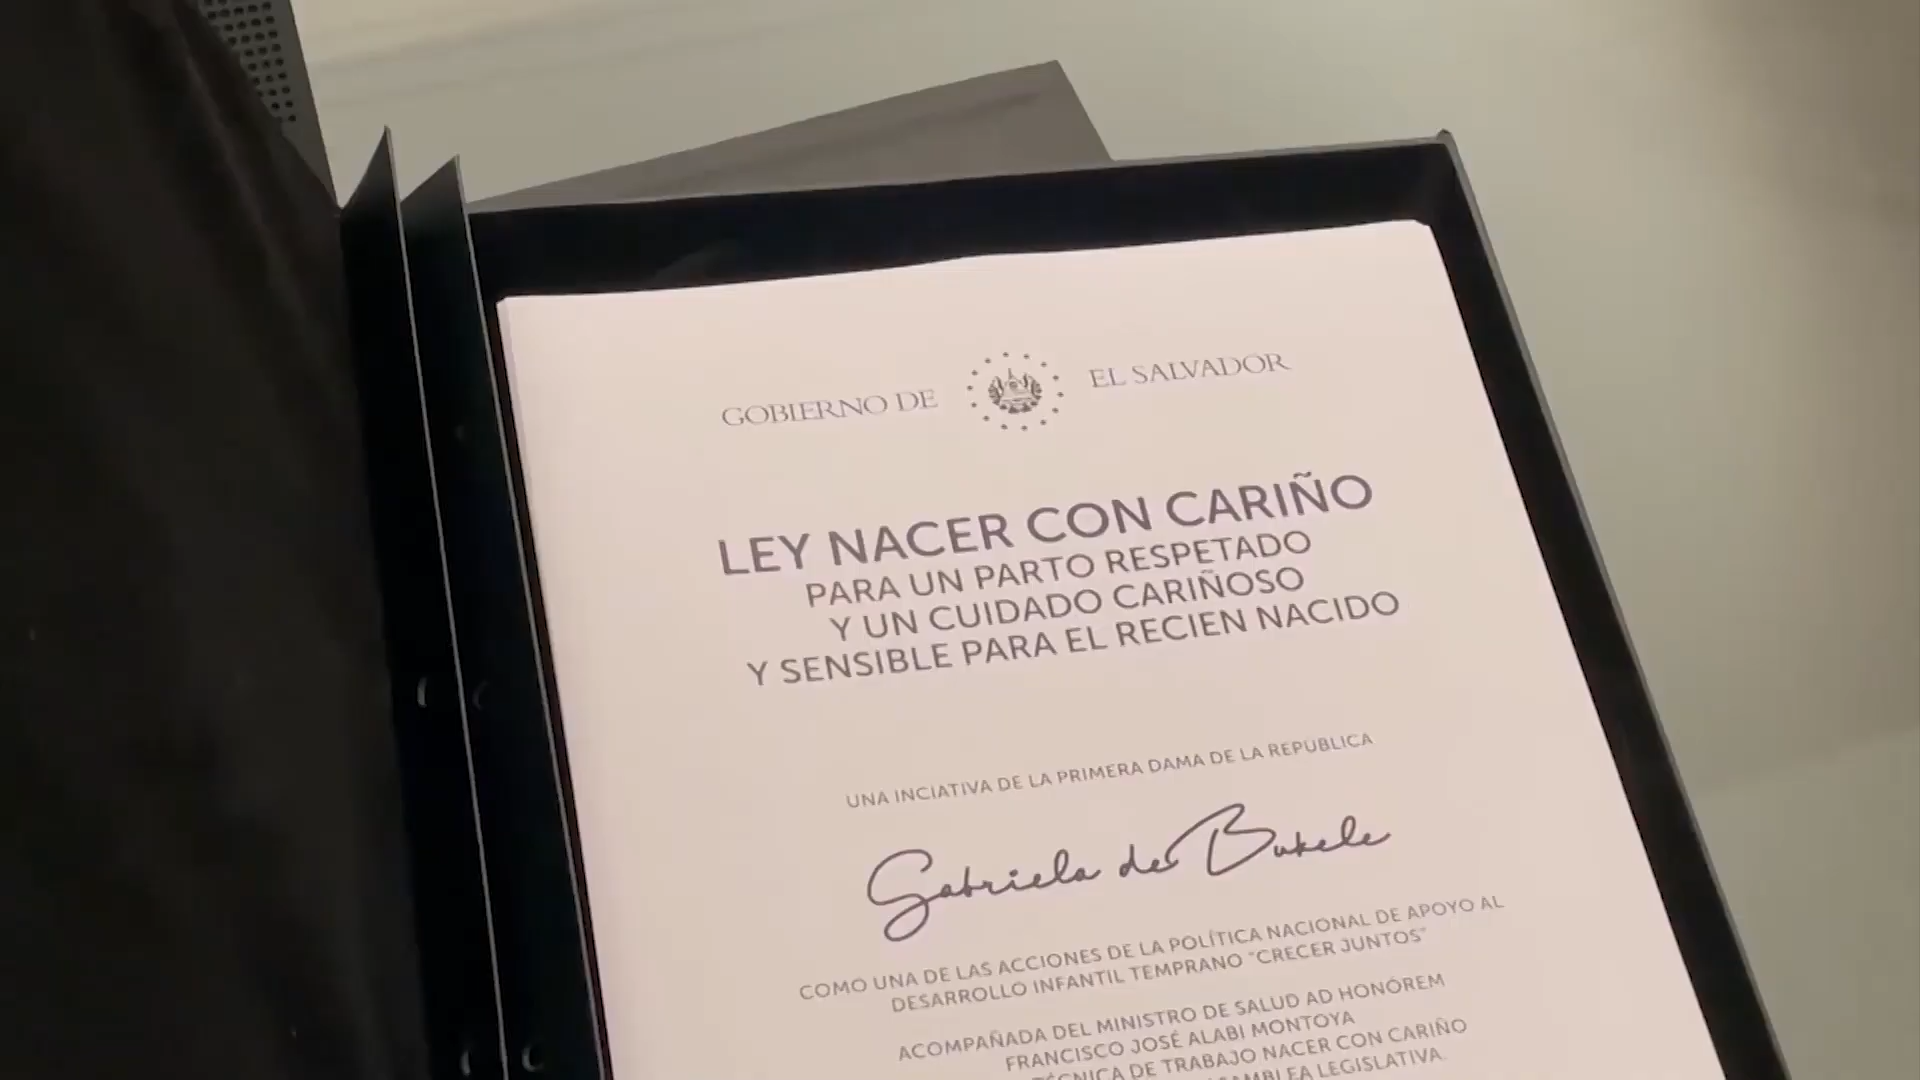 GOBIERNO DE EL SALVADOR
LEY NACER CON CARIÑO
PARA UN PARTO RESPETADO
Y UN CUIDADO CARIÑOSO
Y SENSIBLE PARA EL RECIEN NACIDO
UNA INCIATIVA DE LA PRIMERA DAMA DE LA REPÚBLICA
Gabriela de Bukele
COMO UNA DE LAS ACCIONES DE LA POLÍTICA NACIONAL DE APOYO AL
DESARROLLO INFANTIL TEMPRANO "CRECER JUNTOS"
ACOMPAÑADA DEL MINISTRO DE SALUD AD HONÓREM
FRANCISCO JOSÉ ALABI MONTOYA
TÉCNICA DE TRABAJO NACER CON CARIÑO
ASAMBLEA LEGISLATIVA.